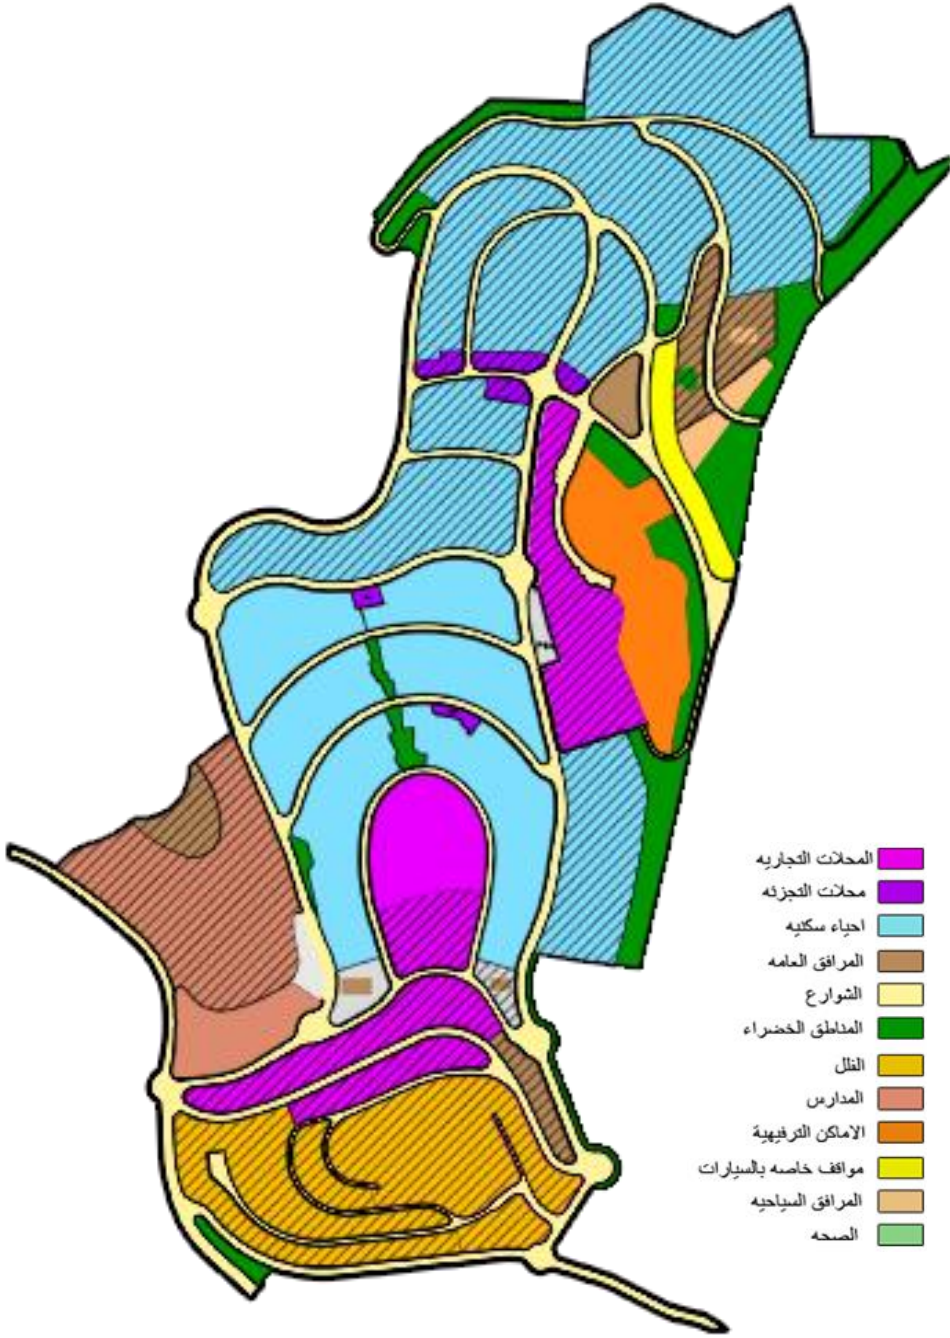 المحلات التجاريه
محلات التجزئه
احياء سكنيه
المرافق العامه
الشوارع
المناطق الخضراء
الفلل
المدارس
الاماكن الترفيهية
مواقف خاصه بالسيارات
المرافق السياحيه
الصحه